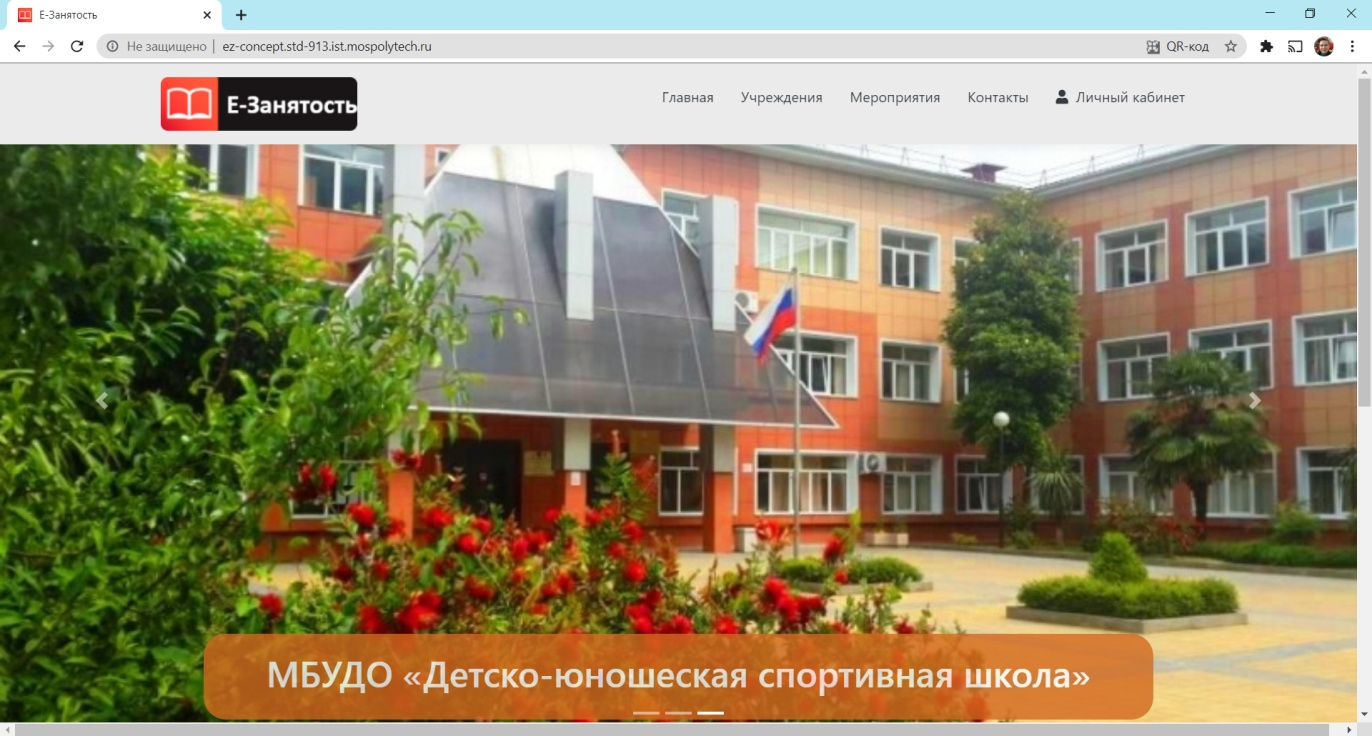 Е-Занятость
Не защищено
ez-concept.std-913.ist.mospolytech.ru
QR-код
Е-Занятость
Главная
Учреждения
Мероприятия
Контакты
Личный кабинет
МБУДО «Детско-юношеская спортивная школа»